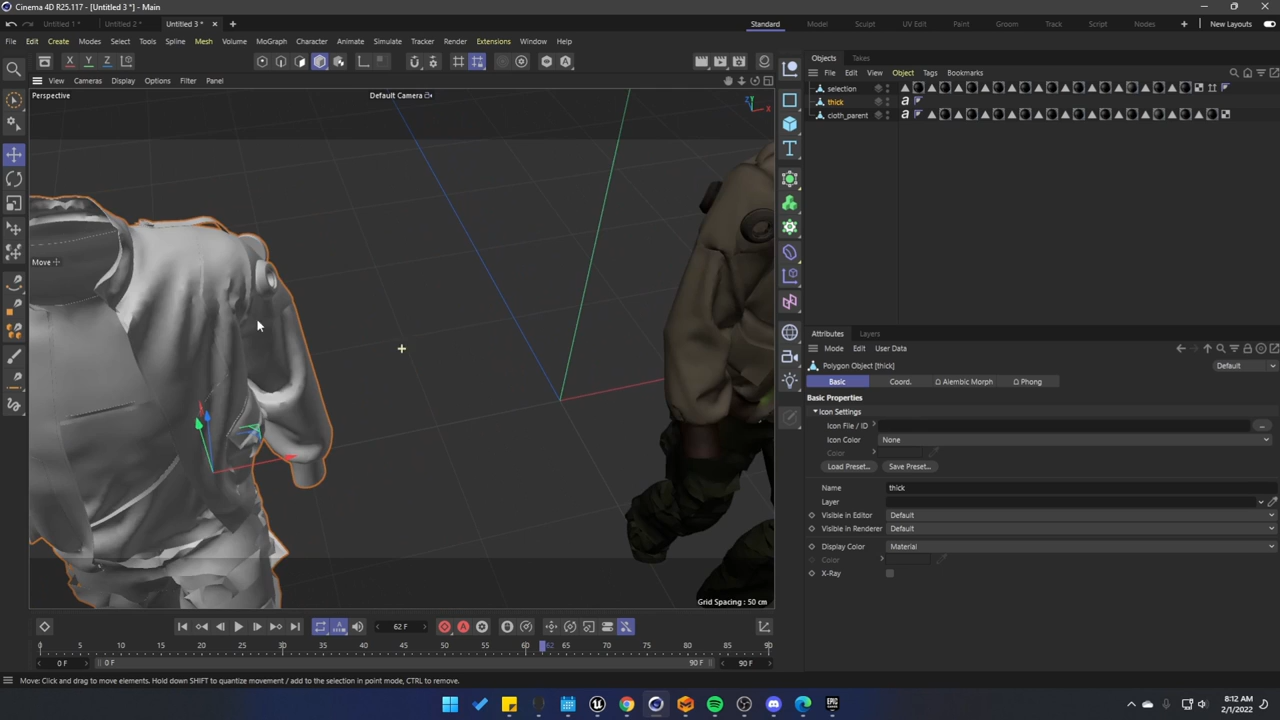 Cinema 4D R25.117 - [Untitled 3 *] - Main
Untitled 1 * Untitled 2 * Untitled 3 * Standard Model Sculpt UV Edit Paint Groom Track Script Nodes New Layouts
File Edit Create Modes Select Tools Spline Mesh Volume MoGraph Character Animate Simulate Tracker Render Extensions Window Help
X Y Z
View Cameras Display Options Filter Panel
Perspective
Default Camera
Move
Grid Spacing : 50 cm
Objects Takes
File Edit View Object Tags Bookmarks
selection
thick
cloth_parent
Attributes Layers
Mode Edit User Data
Polygon Object [thick] Default
Basic Coord. Alembic Morph Phong
Basic Properties
Icon Settings
Icon File / ID
Icon Color None
Color
Load Preset... Save Preset...
Name thick
Layer
Visible in Editor Default
Visible in Renderer Default
Display Color Material
Color
X-Ray
62 F
0 5 10 15 20 25 30 35 40 45 50 55 60 62 65 70 75 80 85 90
0 F 0 F 90 F 90 F
Move: Click and drag to move elements. Hold down SHIFT to quantize movement / add to the selection in point mode, CTRL to remove.
8:12 AM
2/1/2022